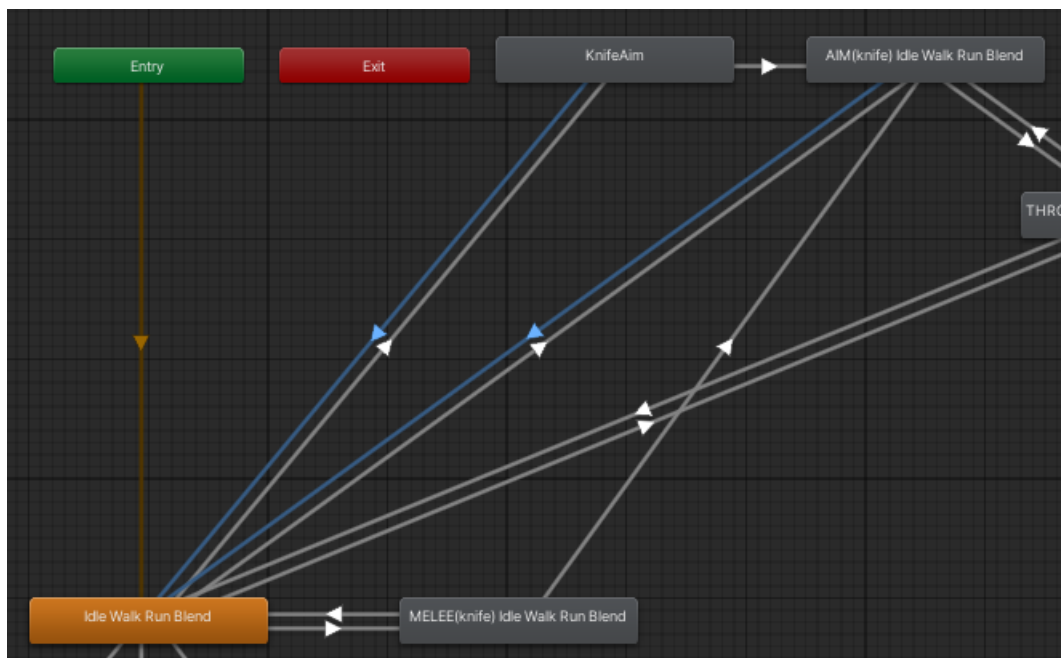 Entry
Exit
KnifeAim
AIM(knife) Idle Walk Run Blend
THRO
Idle Walk Run Blend
MELEE(knife) Idle Walk Run Blend